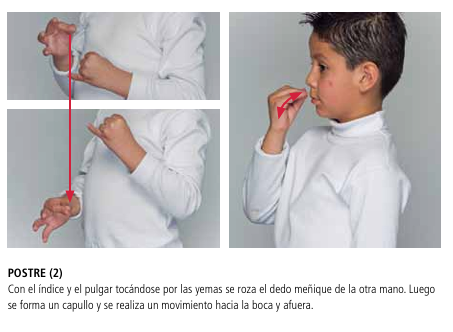 POSTRE (2)
Con el índice y el pulgar tocándose por las yemas se roza el dedo meñique de la otra mano. Luego
se forma un capullo y se realiza un movimiento hacia la boca y afuera.